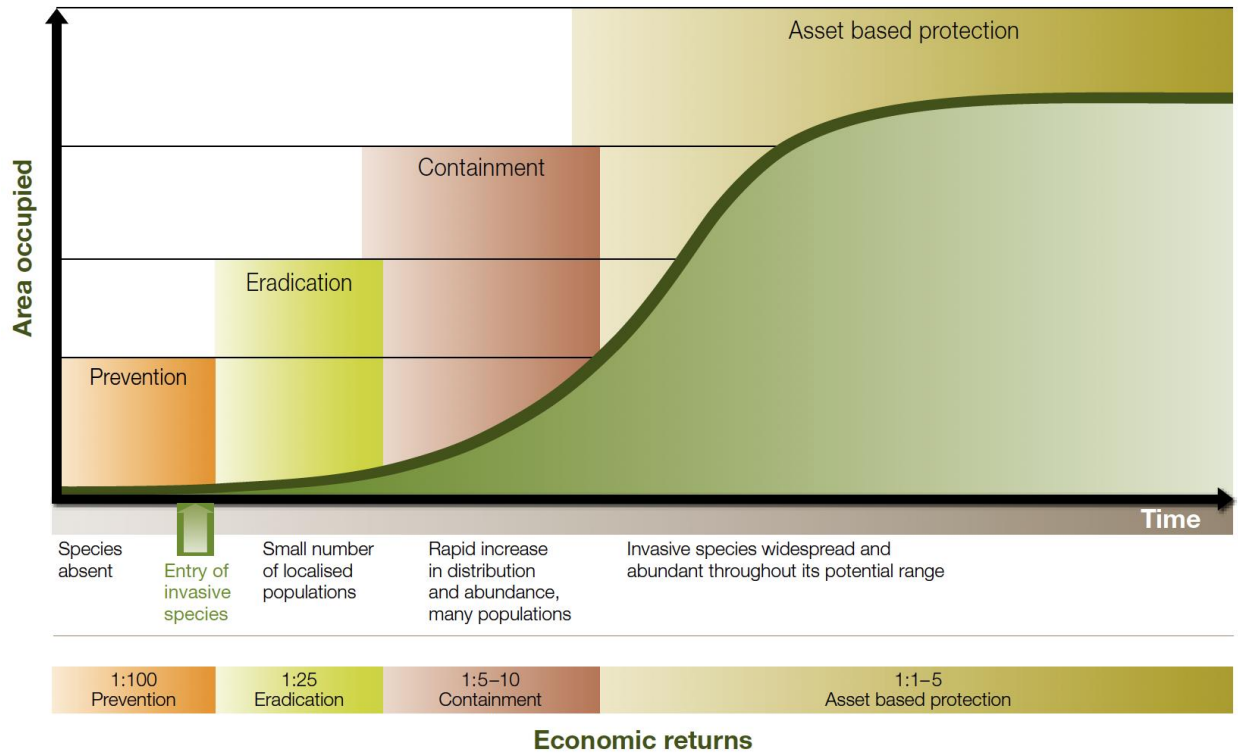 Asset based protection
Containment
Eradication
Prevention
Area occupied
Time
Species
absent
Entry of
invasive
species
Small number
of localised
populations
Rapid increase
in distribution
and abundance,
many populations
Invasive species widespread and
abundant throughout its potential range
1:100
Prevention
1:25
Eradication
1:5–10
Containment
1:1–5
Asset based protection
Economic returns